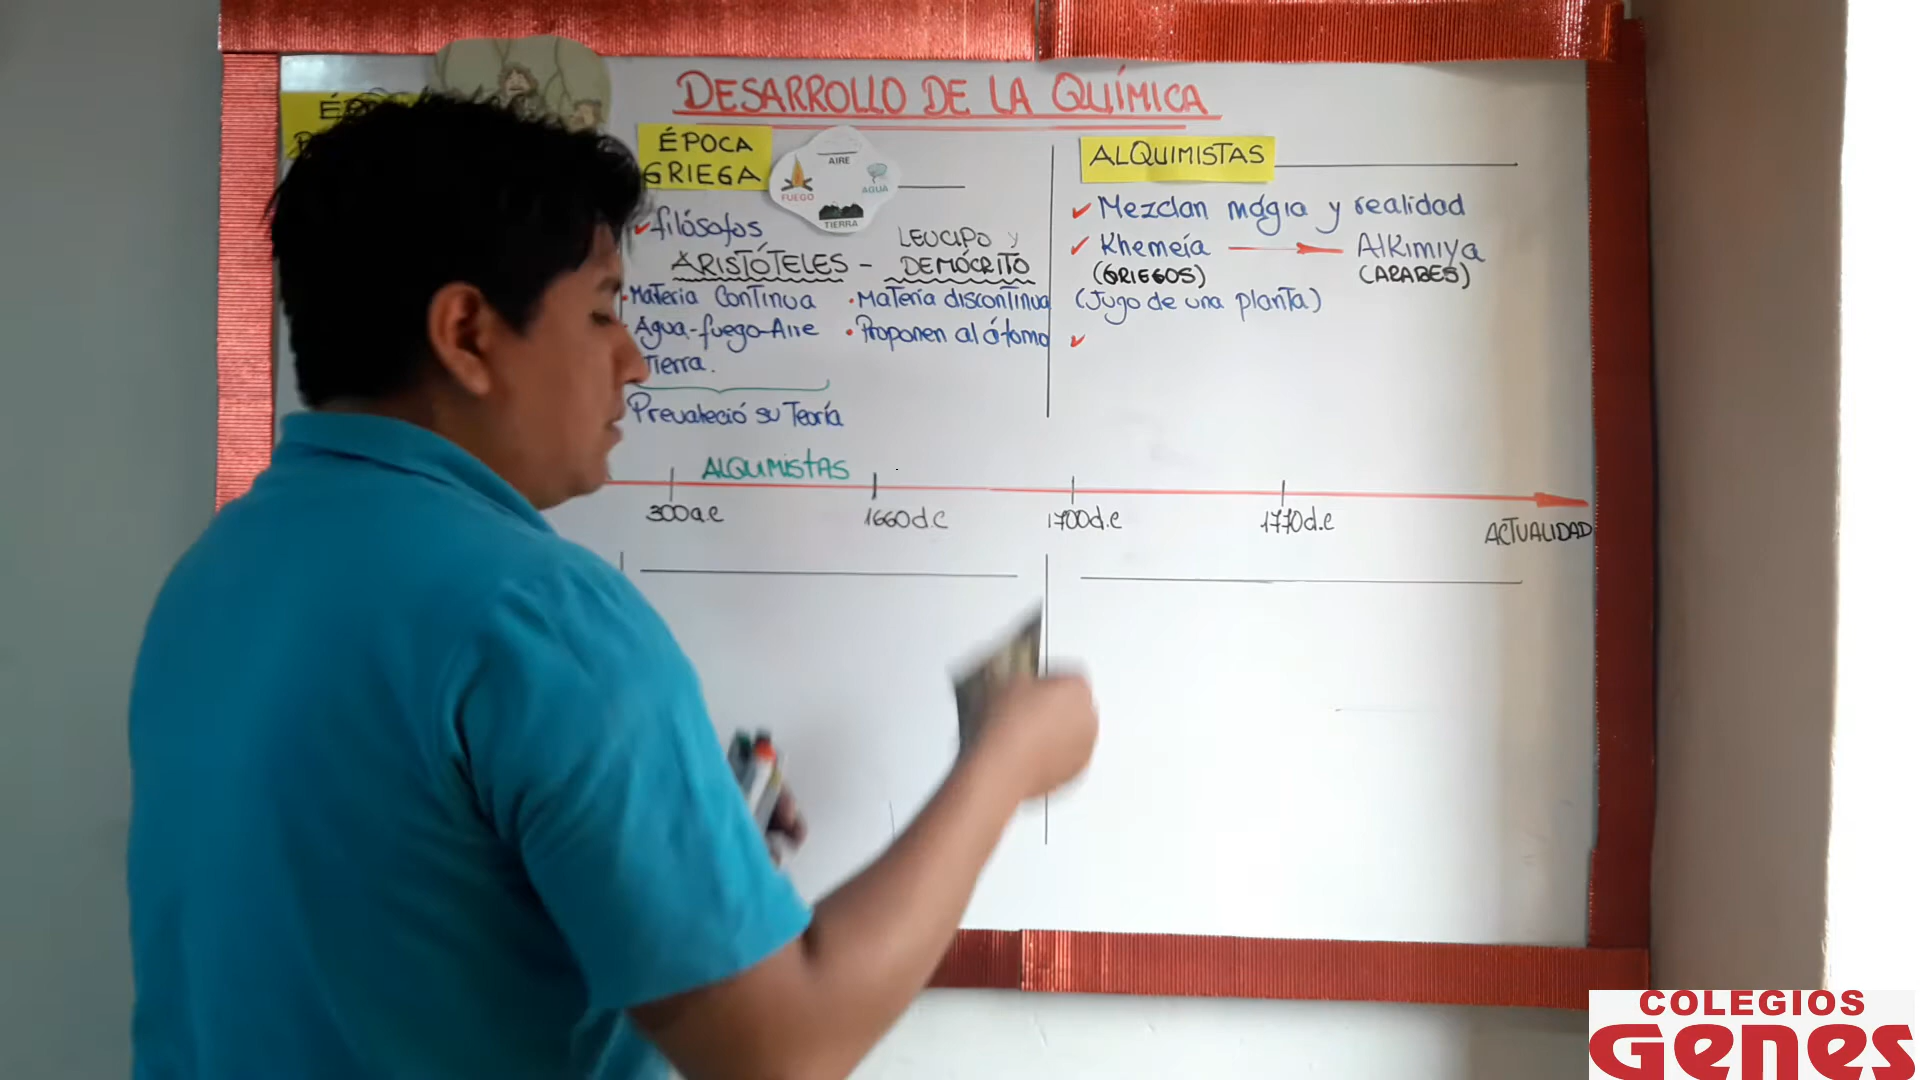 DESARROLLO DE LA QUÍMICA
ÉPOCA
GRIEGA
AIRE
FUEGO
AGUA
TIERRA
✓ filósofos
ARISTÓTELES -
LEUCIPO y
DEMÓCRITO
• Materia Continua
Agua-fuego-Aire
Tierra.
Prevaleció su Teoría
• Materia discontinua
• Proponen al átomo
ALQUIMISTAS
✓ Mezclan magia y realidad
✓ Khemeía → Alkimiya
(GRIEGOS) (ARABES)
(Jugo de una planta)
✓
ALQUMistAS
300a.c 1660d.c 1700d.c 1770d.c
ACTUALIDAD
COLEGIOS
Genes